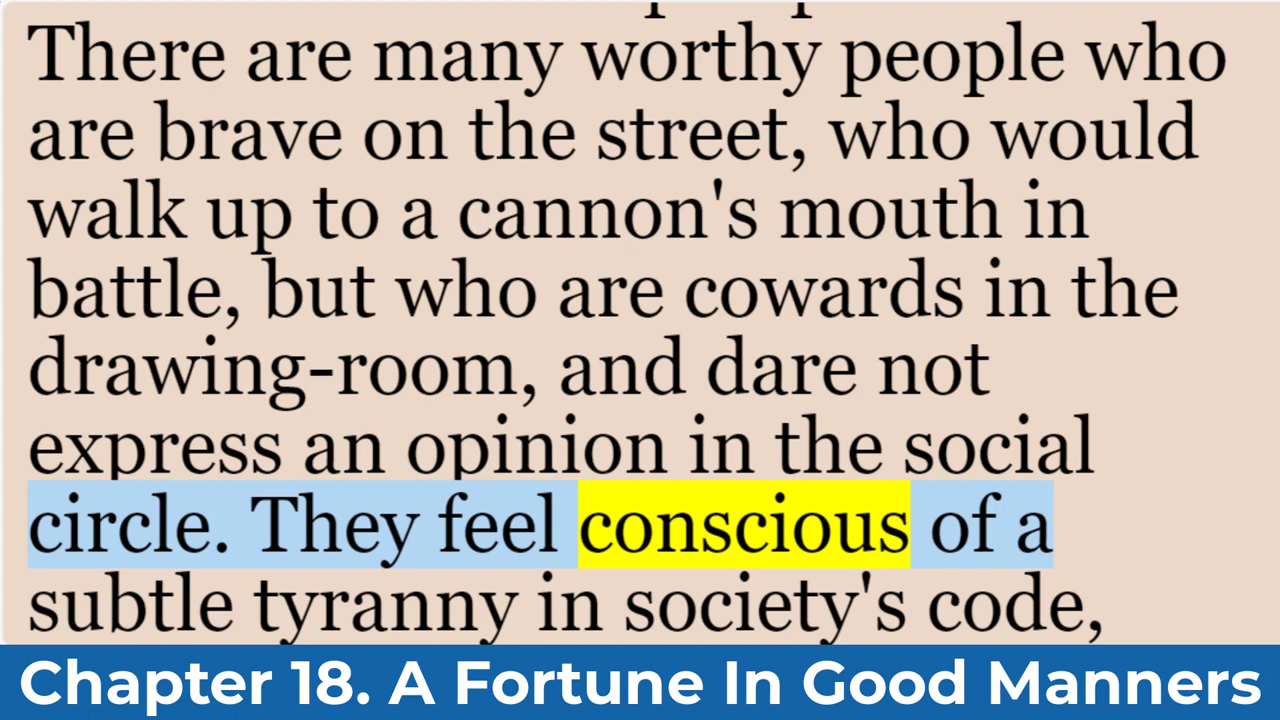 There are many worthy people who
are brave on the street, who would
walk up to a cannon's mouth in
battle, but who are cowards in the
drawing-room, and dare not
express an opinion in the social
circle. They feel conscious of a
subtle tyranny in society's code,
Chapter 18. A Fortune In Good Manners